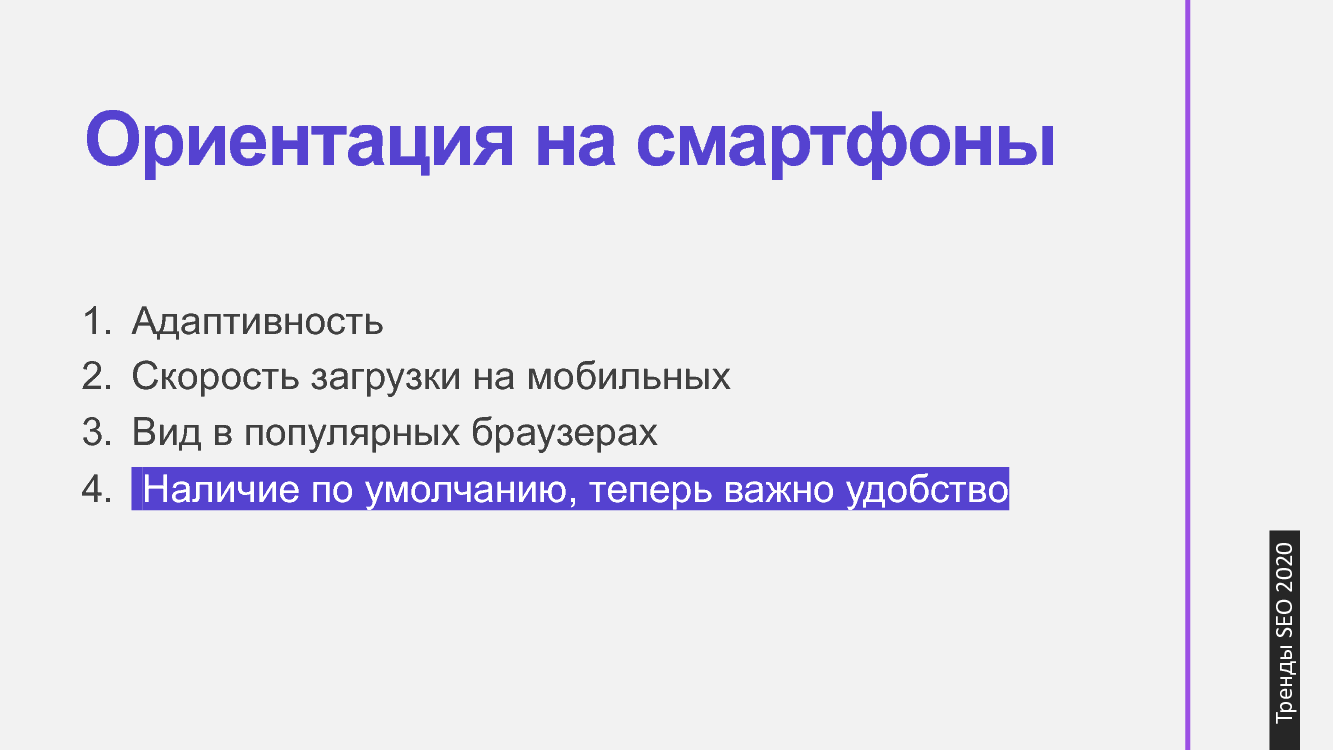 Ориентация на смартфоны
1. Адаптивность
2. Скорость загрузки на мобильных
3. Вид в популярных браузерах
4. Наличие по умолчанию, теперь важно удобство
Тренды SEO 2020